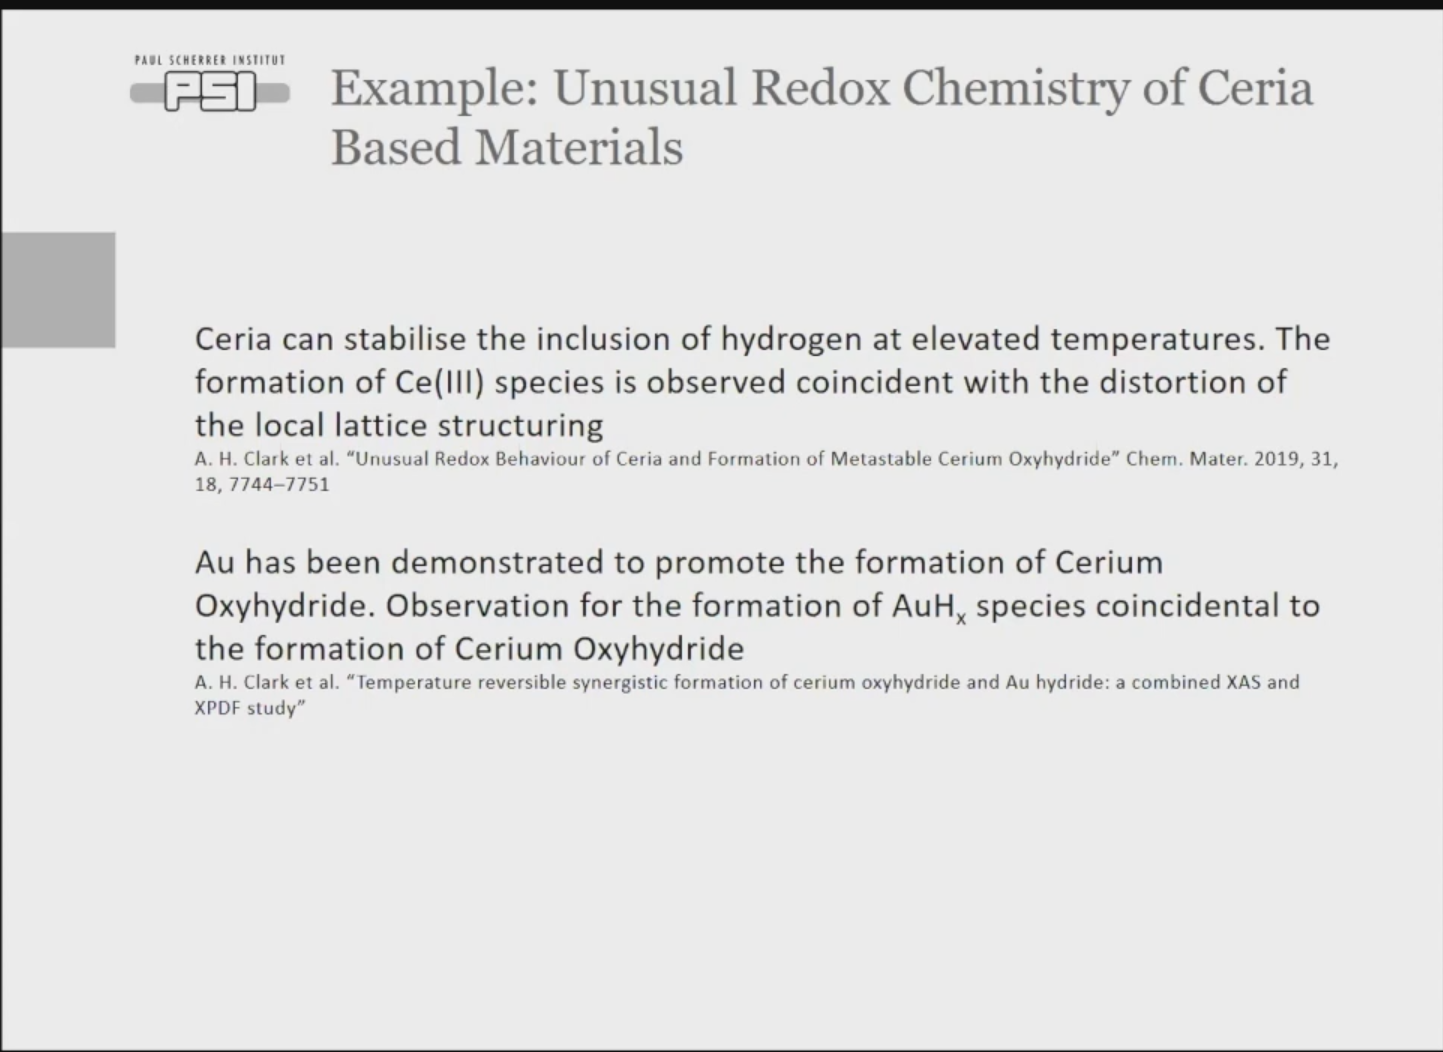 PAUL SCHERRER INSTITUT
PSI
Example: Unusual Redox Chemistry of Ceria
Based Materials
Ceria can stabilise the inclusion of hydrogen at elevated temperatures. The
formation of Ce(III) species is observed coincident with the distortion of
the local lattice structuring
A. H. Clark et al. “Unusual Redox Behaviour of Ceria and Formation of Metastable Cerium Oxyhydride” Chem. Mater. 2019, 31,
18, 7744–7751
Au has been demonstrated to promote the formation of Cerium
Oxyhydride. Observation for the formation of AuHₓ species coincidental to
the formation of Cerium Oxyhydride
A. H. Clark et al. “Temperature reversible synergistic formation of cerium oxyhydride and Au hydride: a combined XAS and
XPDF study”